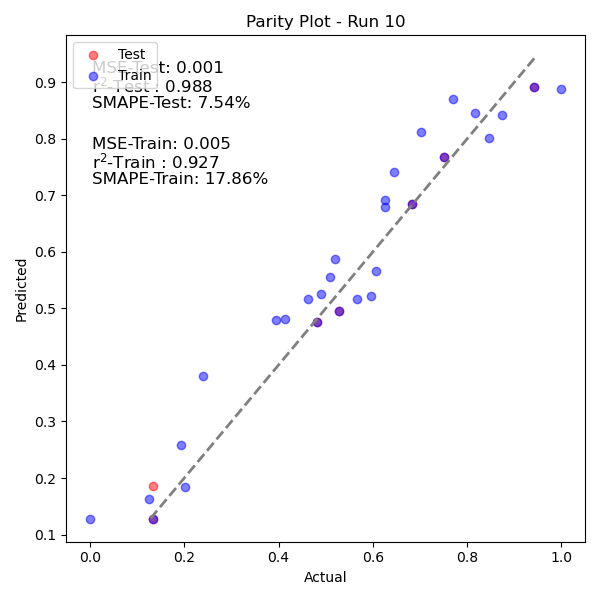 Parity Plot - Run 10
Test
Train
MSE-Test: 0.001
r²-Test : 0.988
SMAPE-Test: 7.54%
MSE-Train: 0.005
r²-Train : 0.927
SMAPE-Train: 17.86%
Predicted
0.9
0.8
0.7
0.6
0.5
0.4
0.3
0.2
0.1
0.0 0.2 0.4 0.6 0.8 1.0
Actual